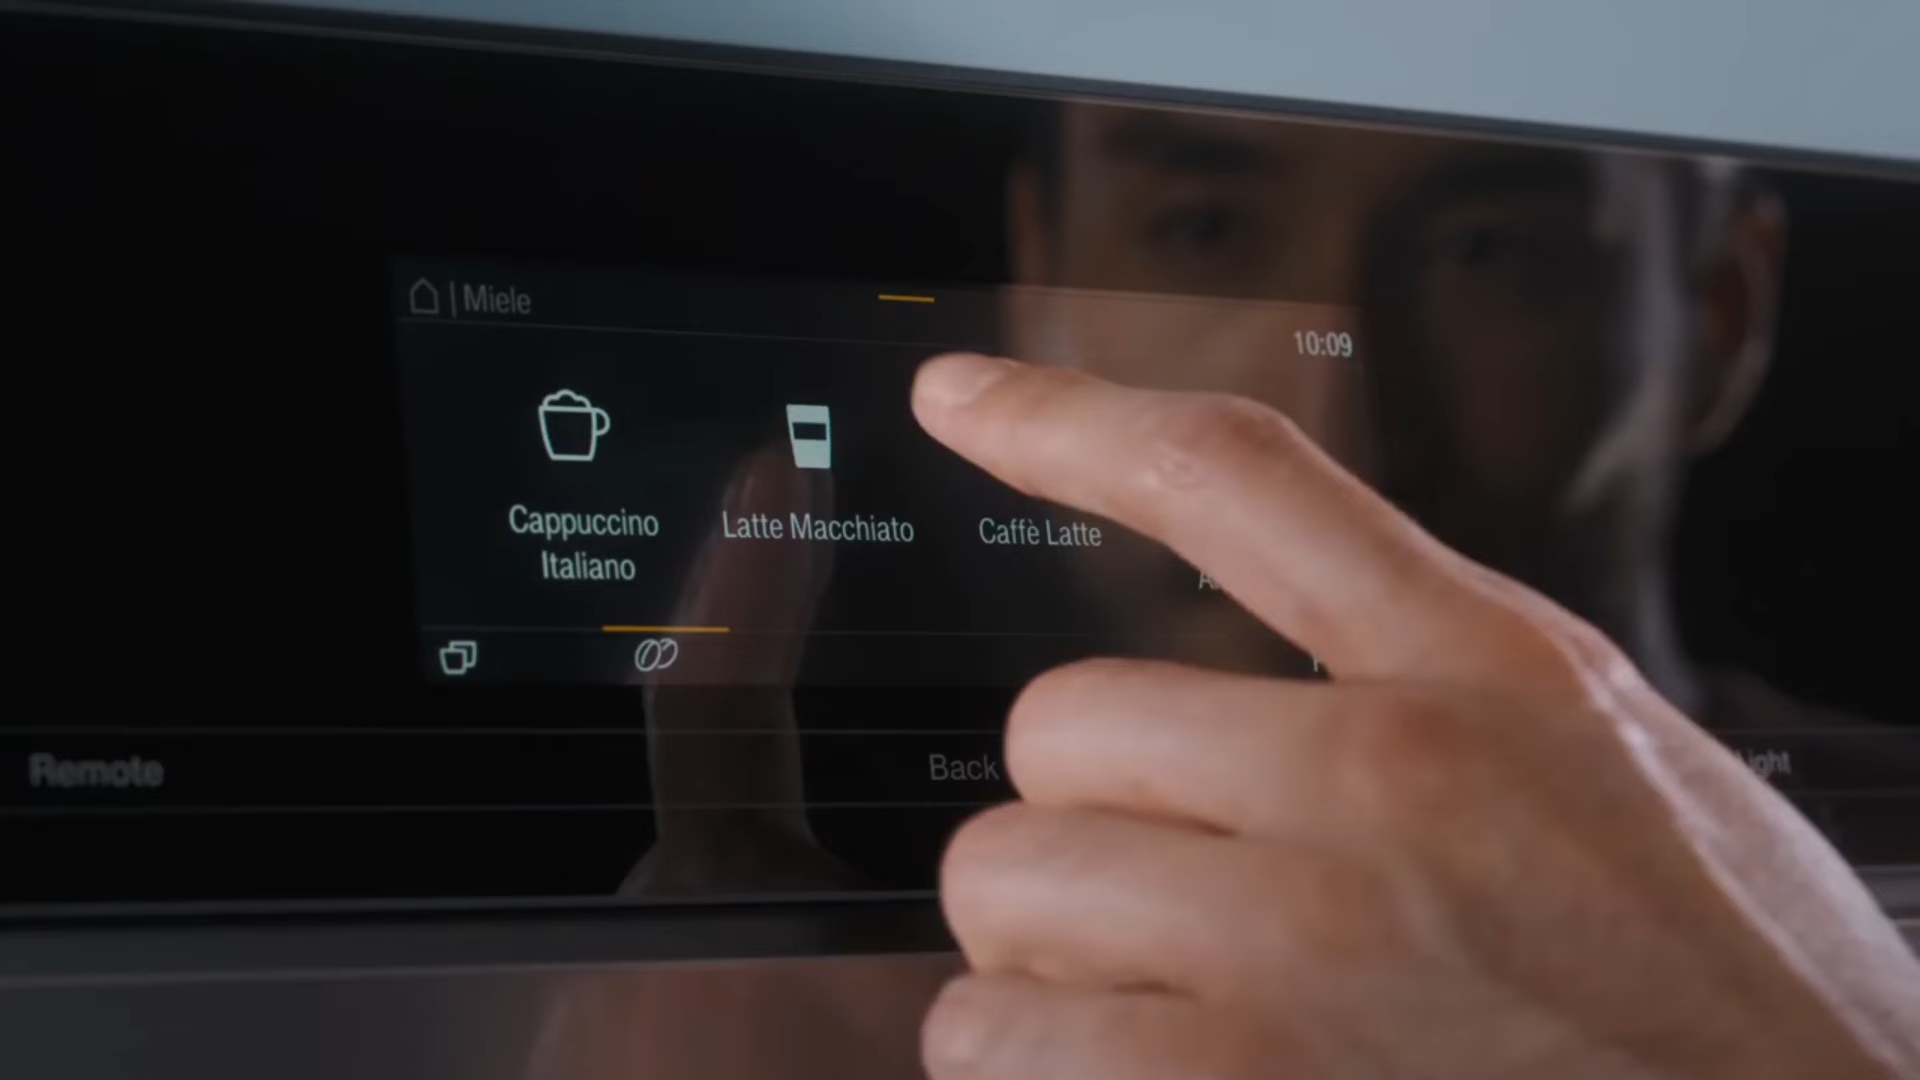 | Miele
10:09
Cappuccino
Italiano
Latte Macchiato
Caffè Latte
Remote
Back